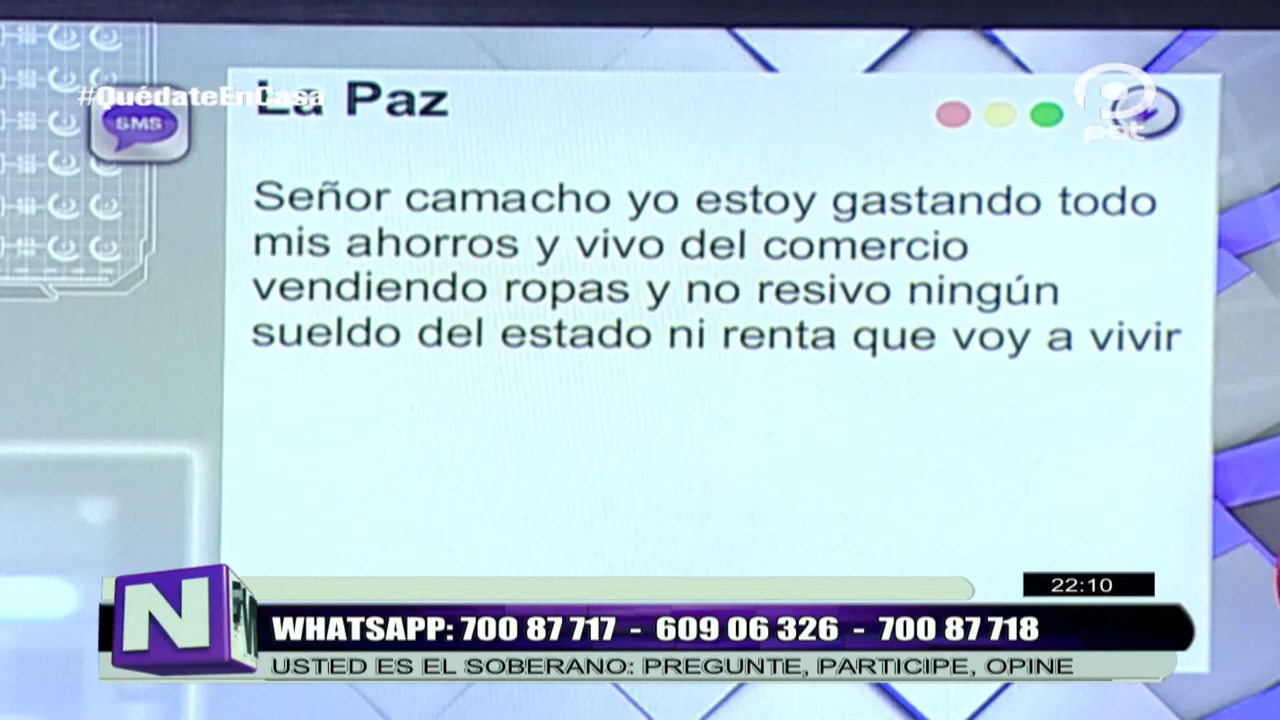 #QuédateEnCasa
La Paz
SMS
pat
Señor camacho yo estoy gastando todo
mis ahorros y vivo del comercio
vendiendo ropas y no resivo ningún
sueldo del estado ni renta que voy a vivir
22:10
N
WHATSAPP: 700 87 717 - 609 06 326 - 700 87 718
USTED ES EL SOBERANO: PREGUNTE, PARTICIPE, OPINE